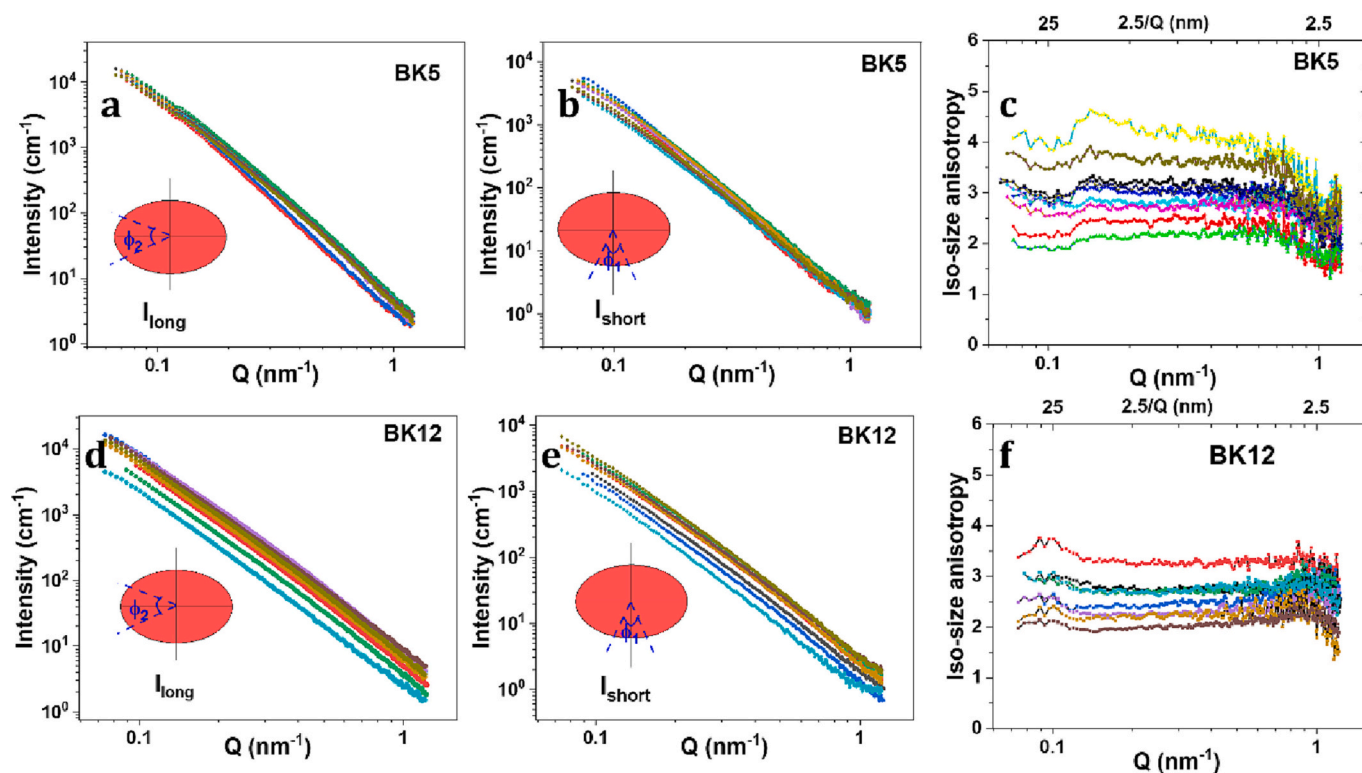 a
BK5
Intensity (cm⁻¹)
10⁴
10³
10²
10¹
10⁰
ϕ₂
I_long
0.1
1
Q (nm⁻¹)
b
BK5
Intensity (cm⁻¹)
10⁴
10³
10²
10¹
10⁰
ϕ₁
I_short
0.1
1
Q (nm⁻¹)
25
2.5/Q (nm)
2.5
c
BK5
Iso-size anisotropy
6
5
4
3
2
1
0
0.1
1
Q (nm⁻¹)
d
BK12
Intensity (cm⁻¹)
10⁴
10³
10²
10¹
10⁰
ϕ₂
I_long
0.1
1
Q (nm⁻¹)
e
BK12
Intensity (cm⁻¹)
10⁴
10³
10²
10¹
10⁰
ϕ₁
I_short
0.1
1
Q (nm⁻¹)
25
2.5/Q (nm)
2.5
f
BK12
Iso-size anisotropy
6
5
4
3
2
1
0
0.1
1
Q (nm⁻¹)